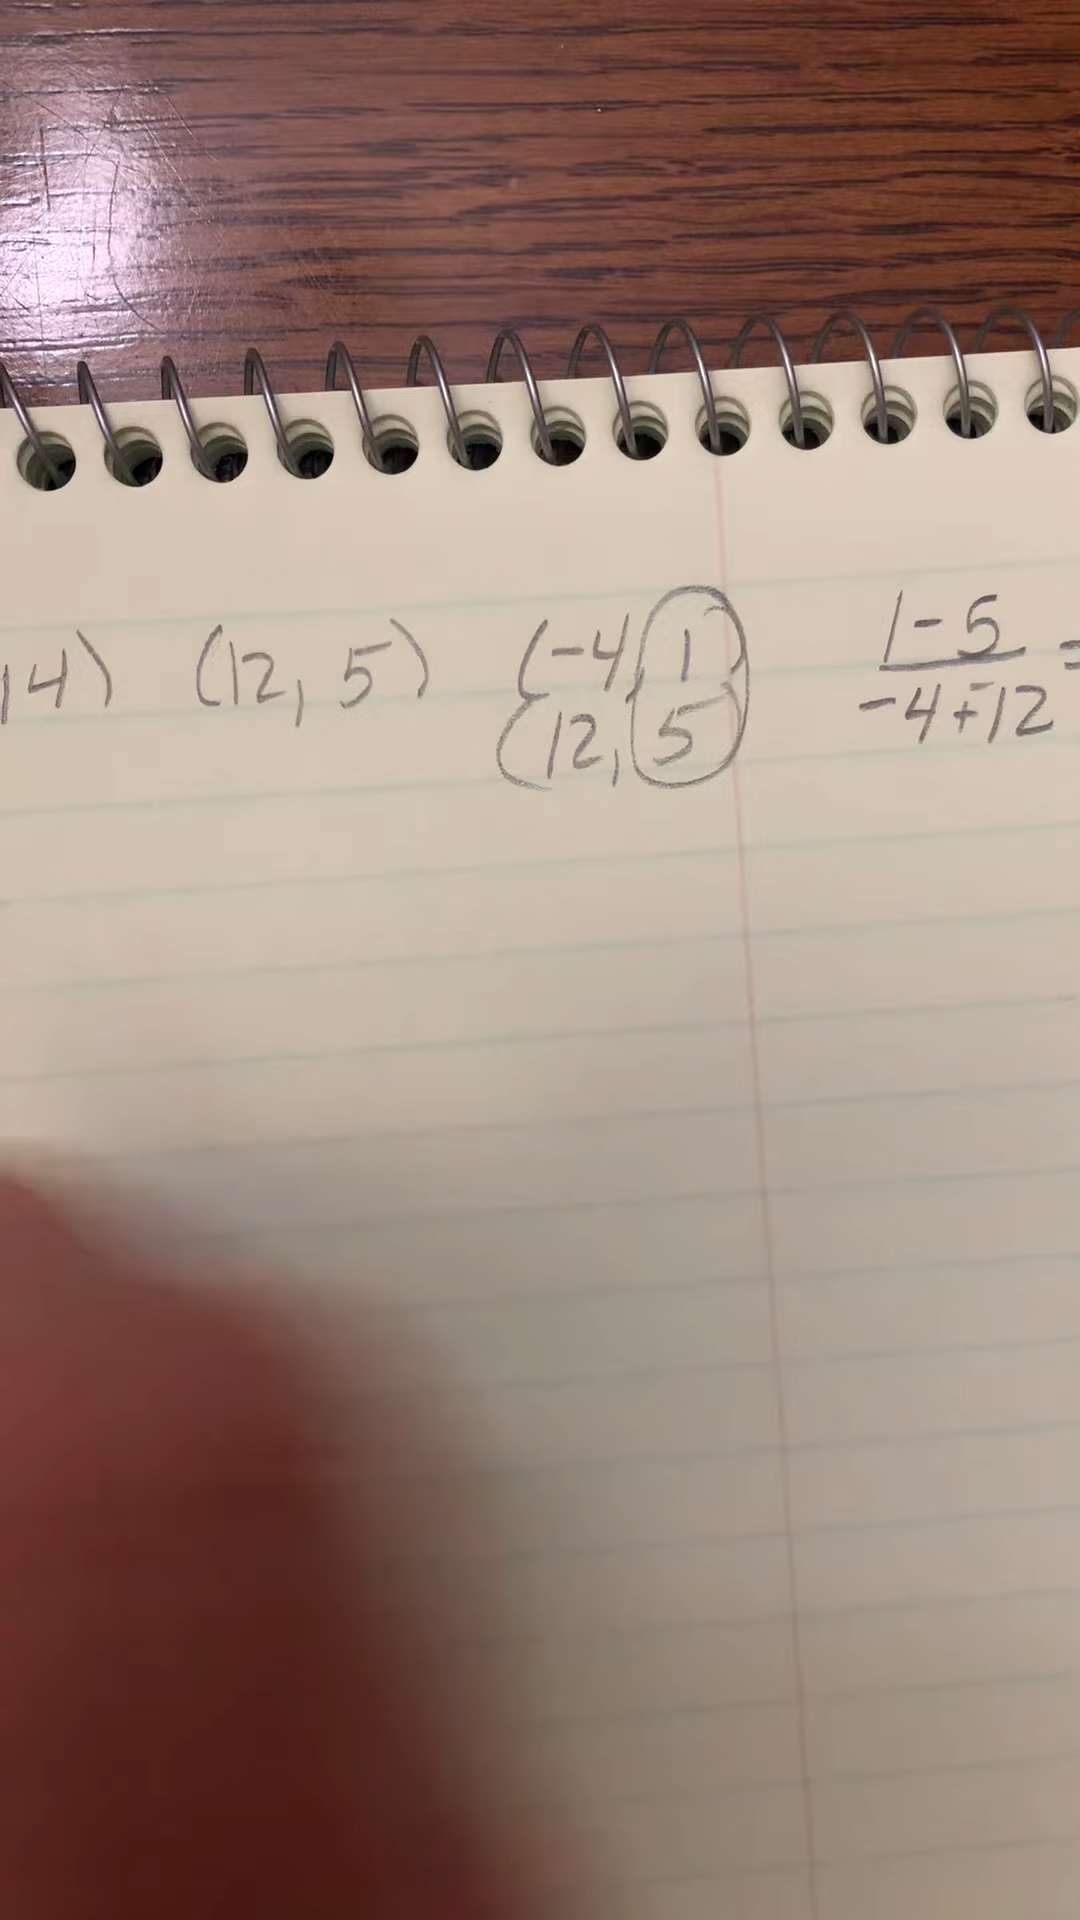 ,4) (12, 5) (-4, 1)
(12, 5)
1-5 =
-4+-12